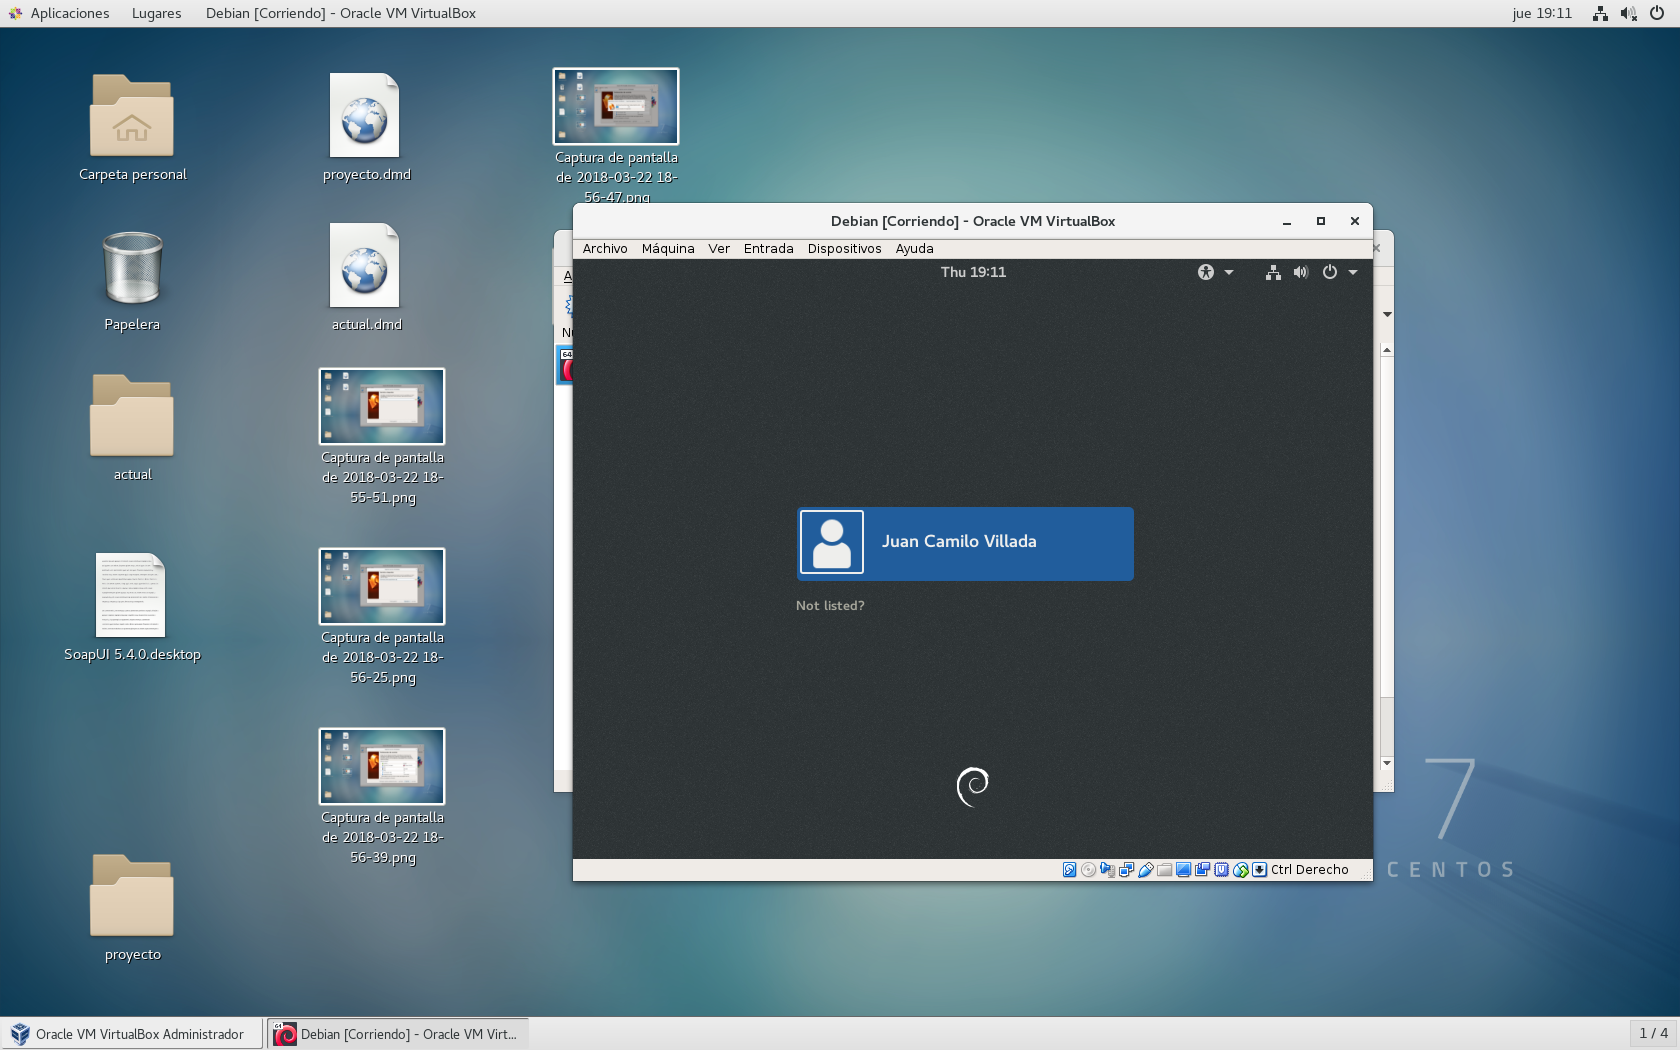 Aplicaciones Lugares Debian [Corriendo] - Oracle VM VirtualBox jue 19:11
Carpeta personal
Papelera
actual
SoapUI 5.4.0.desktop
proyecto
proyecto.dmd
actual.dmd
Captura de pantalla
de 2018-03-22 18-
55-51.png
Captura de pantalla
de 2018-03-22 18-
56-25.png
Captura de pantalla
de 2018-03-22 18-
56-39.png
Captura de pantalla
de 2018-03-22 18-
56-47.png
Debian [Corriendo] - Oracle VM VirtualBox
Archivo Máquina Ver Entrada Dispositivos Ayuda
Thu 19:11
Juan Camilo Villada
Not listed?
Ctrl Derecho
7
CENTOS
Oracle VM VirtualBox Administrador
64
Debian [Corriendo] - Oracle VM Virt...
1 / 4